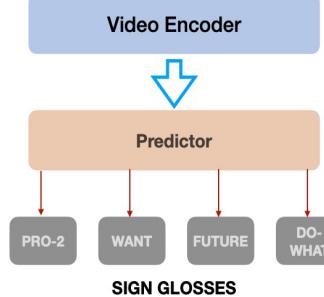 Video Encoder
Predictor
PRO-2 WANT FUTURE DO-
WHAT
SIGN GLOSSES